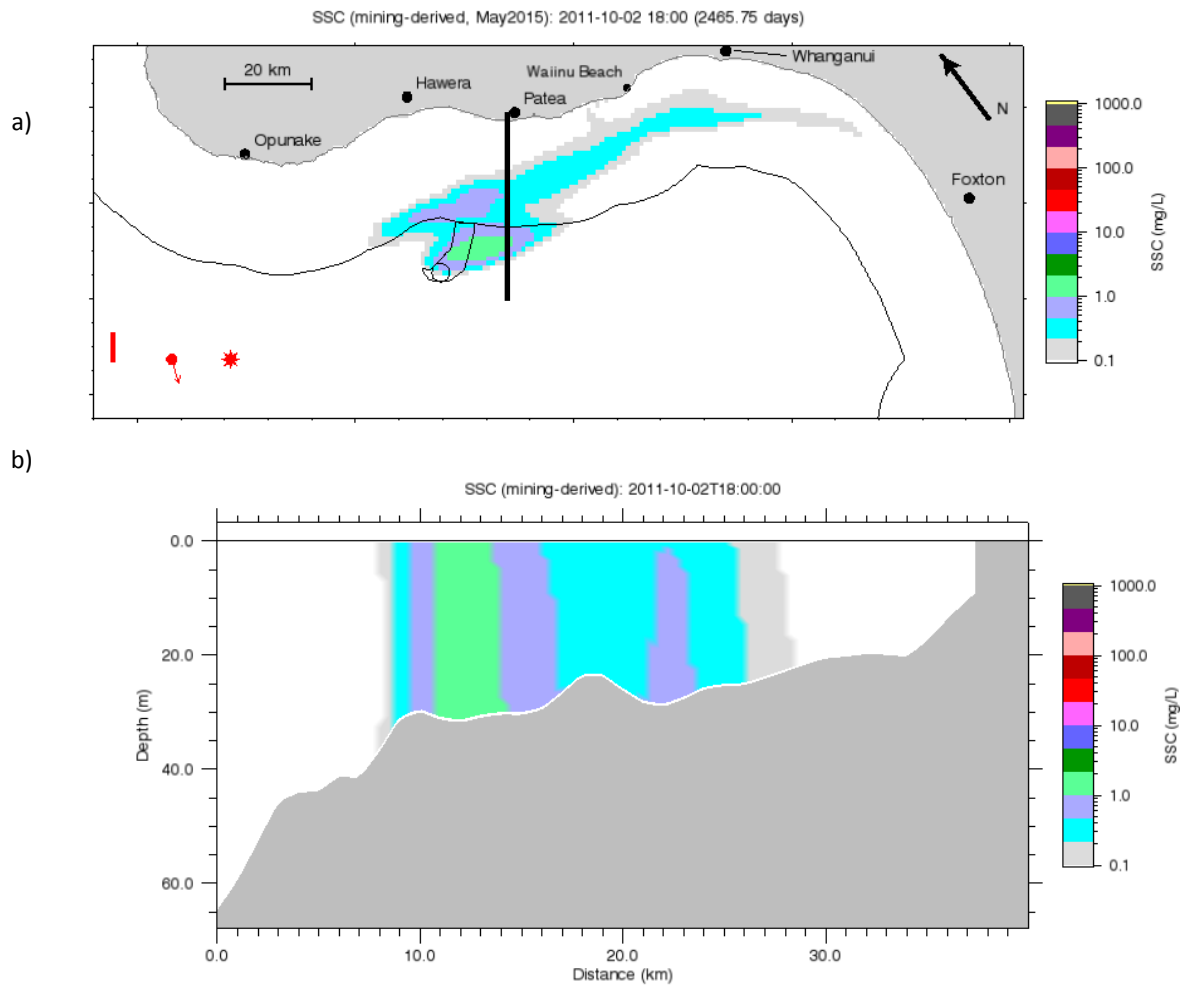 SSC (mining-derived, May2015): 2011-10-02 18:00 (2465.75 days)
a)
20 km
Opunake
Hawera
Patea
Waiinu Beach
Whanganui
Foxton
N
1000.0
100.0
10.0
1.0
0.1
SSC (mg/L)
b)
SSC (mining-derived): 2011-10-02T18:00:00
0.0
20.0
40.0
60.0
Depth (m)
0.0 10.0 20.0 30.0
Distance (km)
1000.0
100.0
10.0
1.0
0.1
SSC (mg/L)